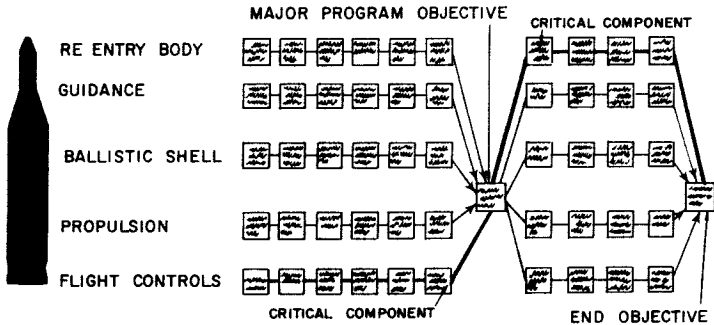 MAJOR PROGRAM OBJECTIVE
CRITICAL COMPONENT
RE ENTRY BODY
GUIDANCE
BALLISTIC SHELL
PROPULSION
FLIGHT CONTROLS
CRITICAL COMPONENT
END OBJECTIVE